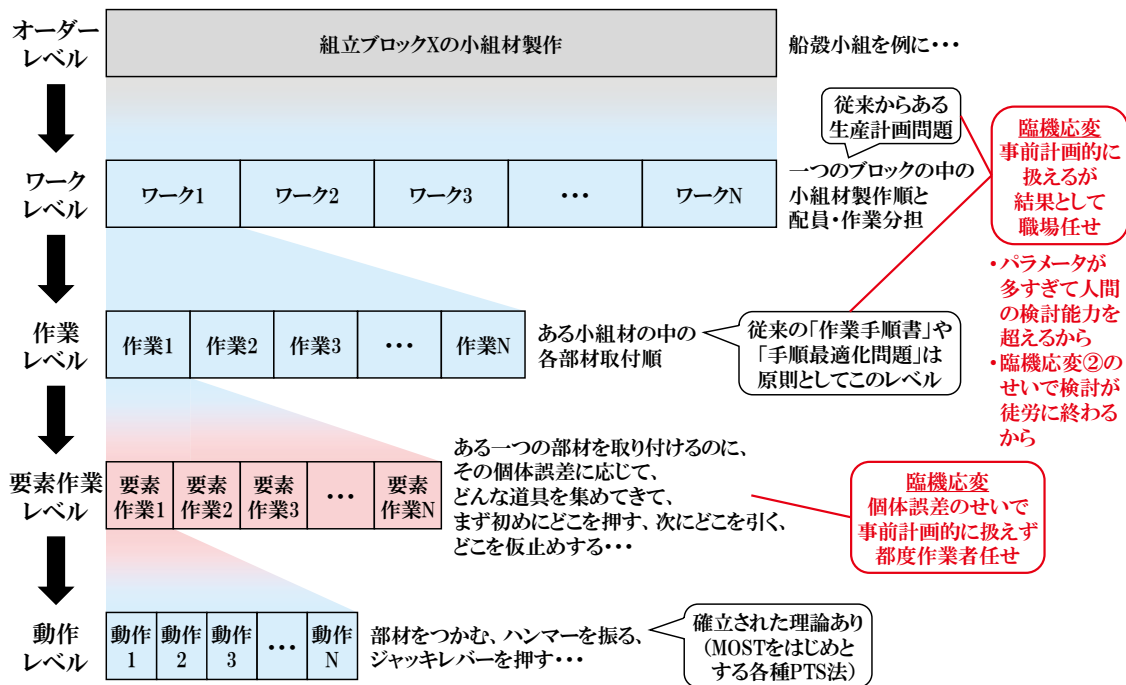 オーダー
レベル
組立ブロックXの小組材製作
船殻小組を例に・・・
従来からある
生産計画問題
臨機応変
事前計画的に
扱えるが
結果として
職場任せ
・パラメータが
多すぎて人間
の検討能力を
超えるから
・臨機応変②の
せいで検討が
徒労に終わる
から
ワーク
レベル
ワーク1
ワーク2
ワーク3
・・・
ワークN
一つのブロックの中の
小組材製作順と
配員・作業分担
作業
レベル
作業1
作業2
作業3
・・・
作業N
ある小組材の中の
各部材取付順
従来の「作業手順書」や
「手順最適化問題」は
原則としてこのレベル
要素作業
レベル
要素
作業1
要素
作業2
要素
作業3
・・・
要素
作業N
ある一つの部材を取り付けるのに、
その個体誤差に応じて、
どんな道具を集めてきて、
まず初めにどこを押す、次にどこを引く、
どこを仮止めする・・・
臨機応変
個体誤差のせいで
事前計画的に扱えず
都度作業者任せ
動作
レベル
動作
1
動作
2
動作
3
・・・
動作
N
部材をつかむ、ハンマーを振る、
ジャッキレバーを押す・・・
確立された理論あり
(MOSTをはじめと
する各種PTS法)